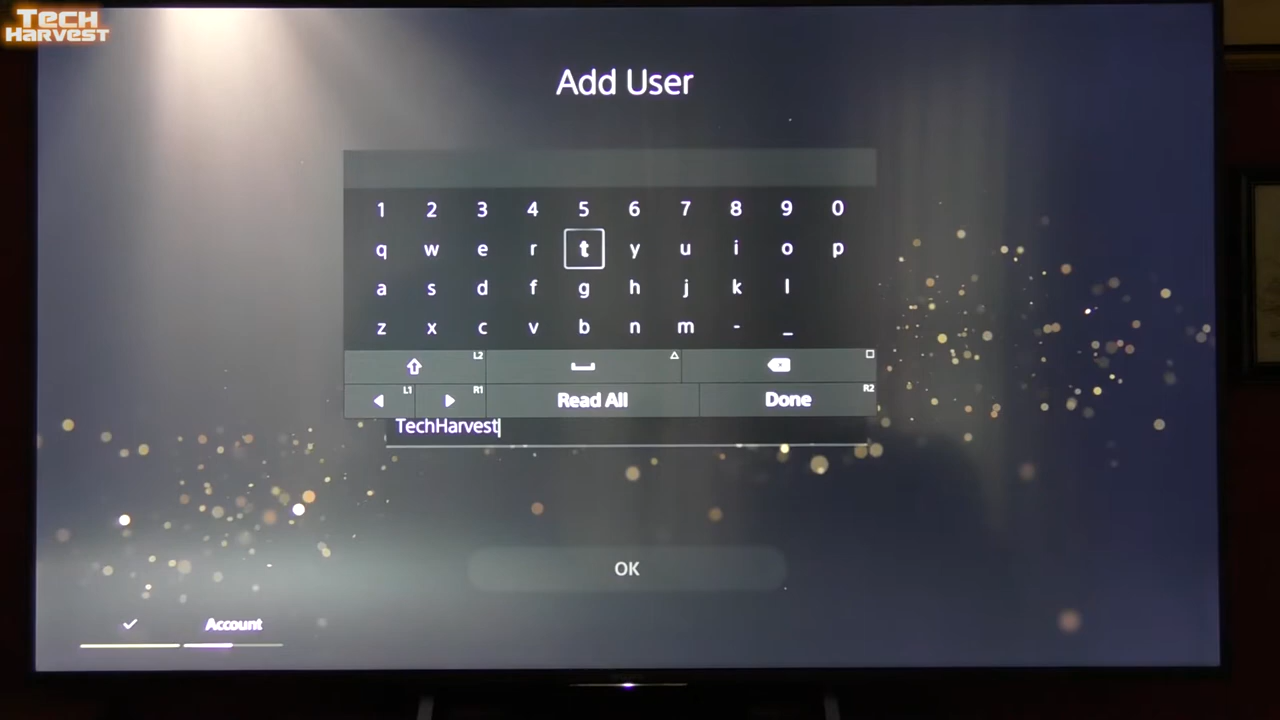 TECH
HARVEST
Add User
1 2 3 4 5 6 7 8 9 0
q w e r t y u i o p
a s d f g h j k l
z x c v b n m - _
L2
L1 R1 Read All Done R2
TechHarvest
OK
Account